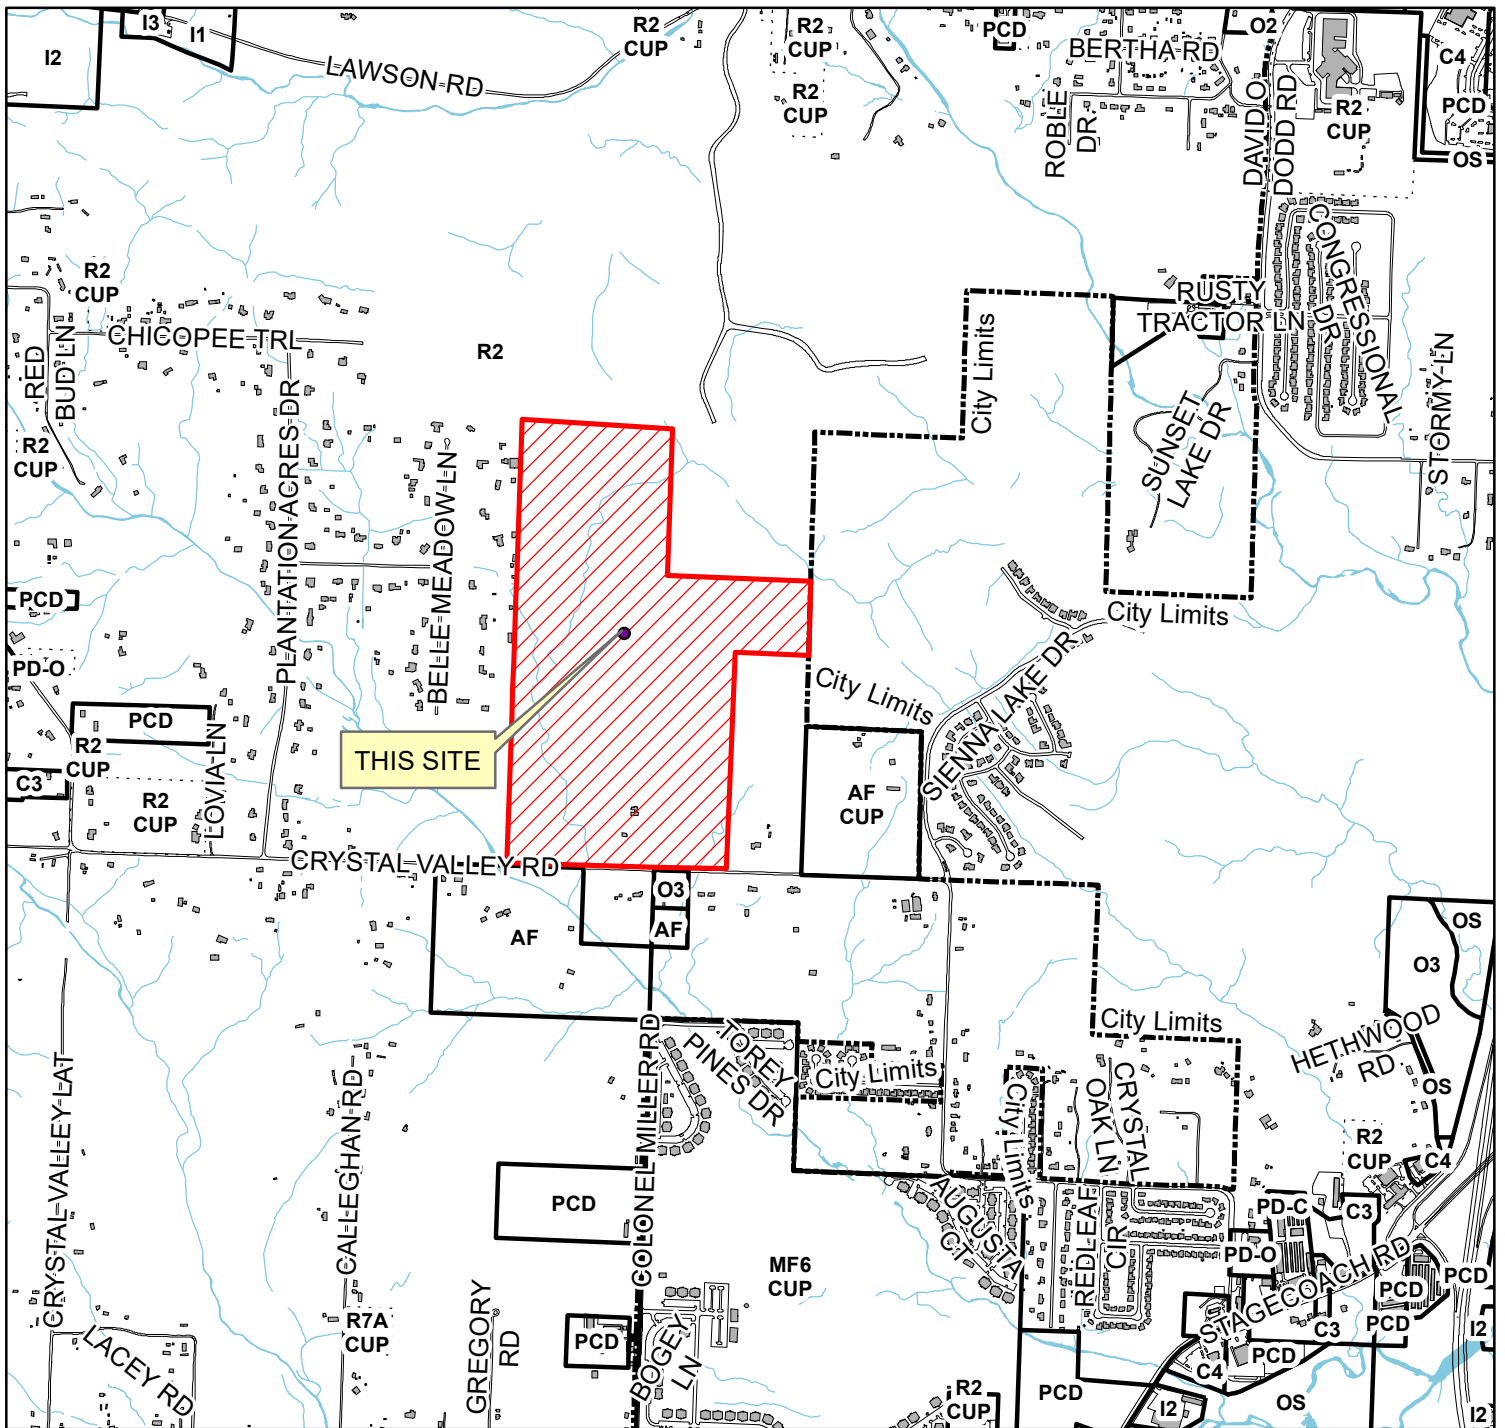 I3
I1
I2
LAWSON RD
R2
CUP
R2
CUP
R2
CUP
PCD
BERTHA RD
O2
ROBLE
DR
DAVID O
DODD RD
R2
CUP
C4
PCD
OS
CONGRESSIONAL
DR
RUSTY
TRACTOR LN
STORMY LN
SUNSET
LAKE DR
City Limits
City Limits
R2
CUP
CHICOPEE TRL
RED
BUD LN
R2
R2
CUP
PLANTATION ACRES DR
BELLE MEADOW LN
PCD
PD-O
PCD
R2
CUP
C3
R2
CUP
LOVIA LN
THIS SITE
City Limits
SIENNA LAKE DR
AF
CUP
CRYSTAL VALLEY RD
O3
AF
AF
OS
O3
HETHWOOD
RD
OS
City Limits
TOREY
PINES DR
City Limits
City Limits
CRYSTAL
OAK LN
R2
CUP
C4
CRYSTAL VALLEY LAT
CALLEGHAN RD
COLONEL MILLER RD
PCD
AUGUSTA
CT
REDLEAF
CIR
PD-C
C3
PD-O
STAGECOACH RD
PCD
PCD
PCD
C3
I2
MF6
CUP
R7A
CUP
GREGORY
RD
PCD
BOGEY
LN
LACEY RD
C4
PCD
R2
CUP
PCD
I2
OS
I2